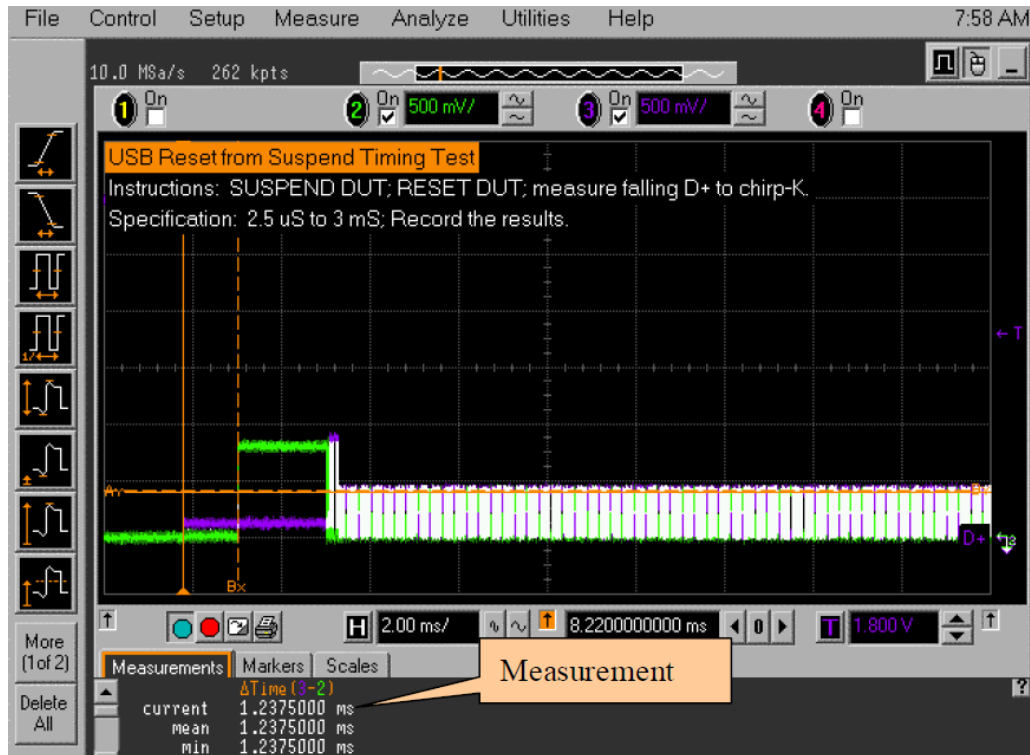 File Control Setup Measure Analyze Utilities Help 7:58 AM
10.0 MSa/s 262 kpts
1 On 2 On 500 mV/ 3 On 500 mV/ 4 On
USB Reset from Suspend Timing Test
Instructions: SUSPEND DUT; RESET DUT; measure falling D+ to chirp-K.
Specification: 2.5 uS to 3 mS; Record the results.
T
D+
Bx
H 2.00 ms/ 8.2200000000 ms 0 T 1.800 V
More
(1of 2)
Delete
All
Measurements Markers Scales
Measurement
ΔTime(3-2)
current 1.2375000 ms
mean 1.2375000 ms
min 1.2375000 ms
?